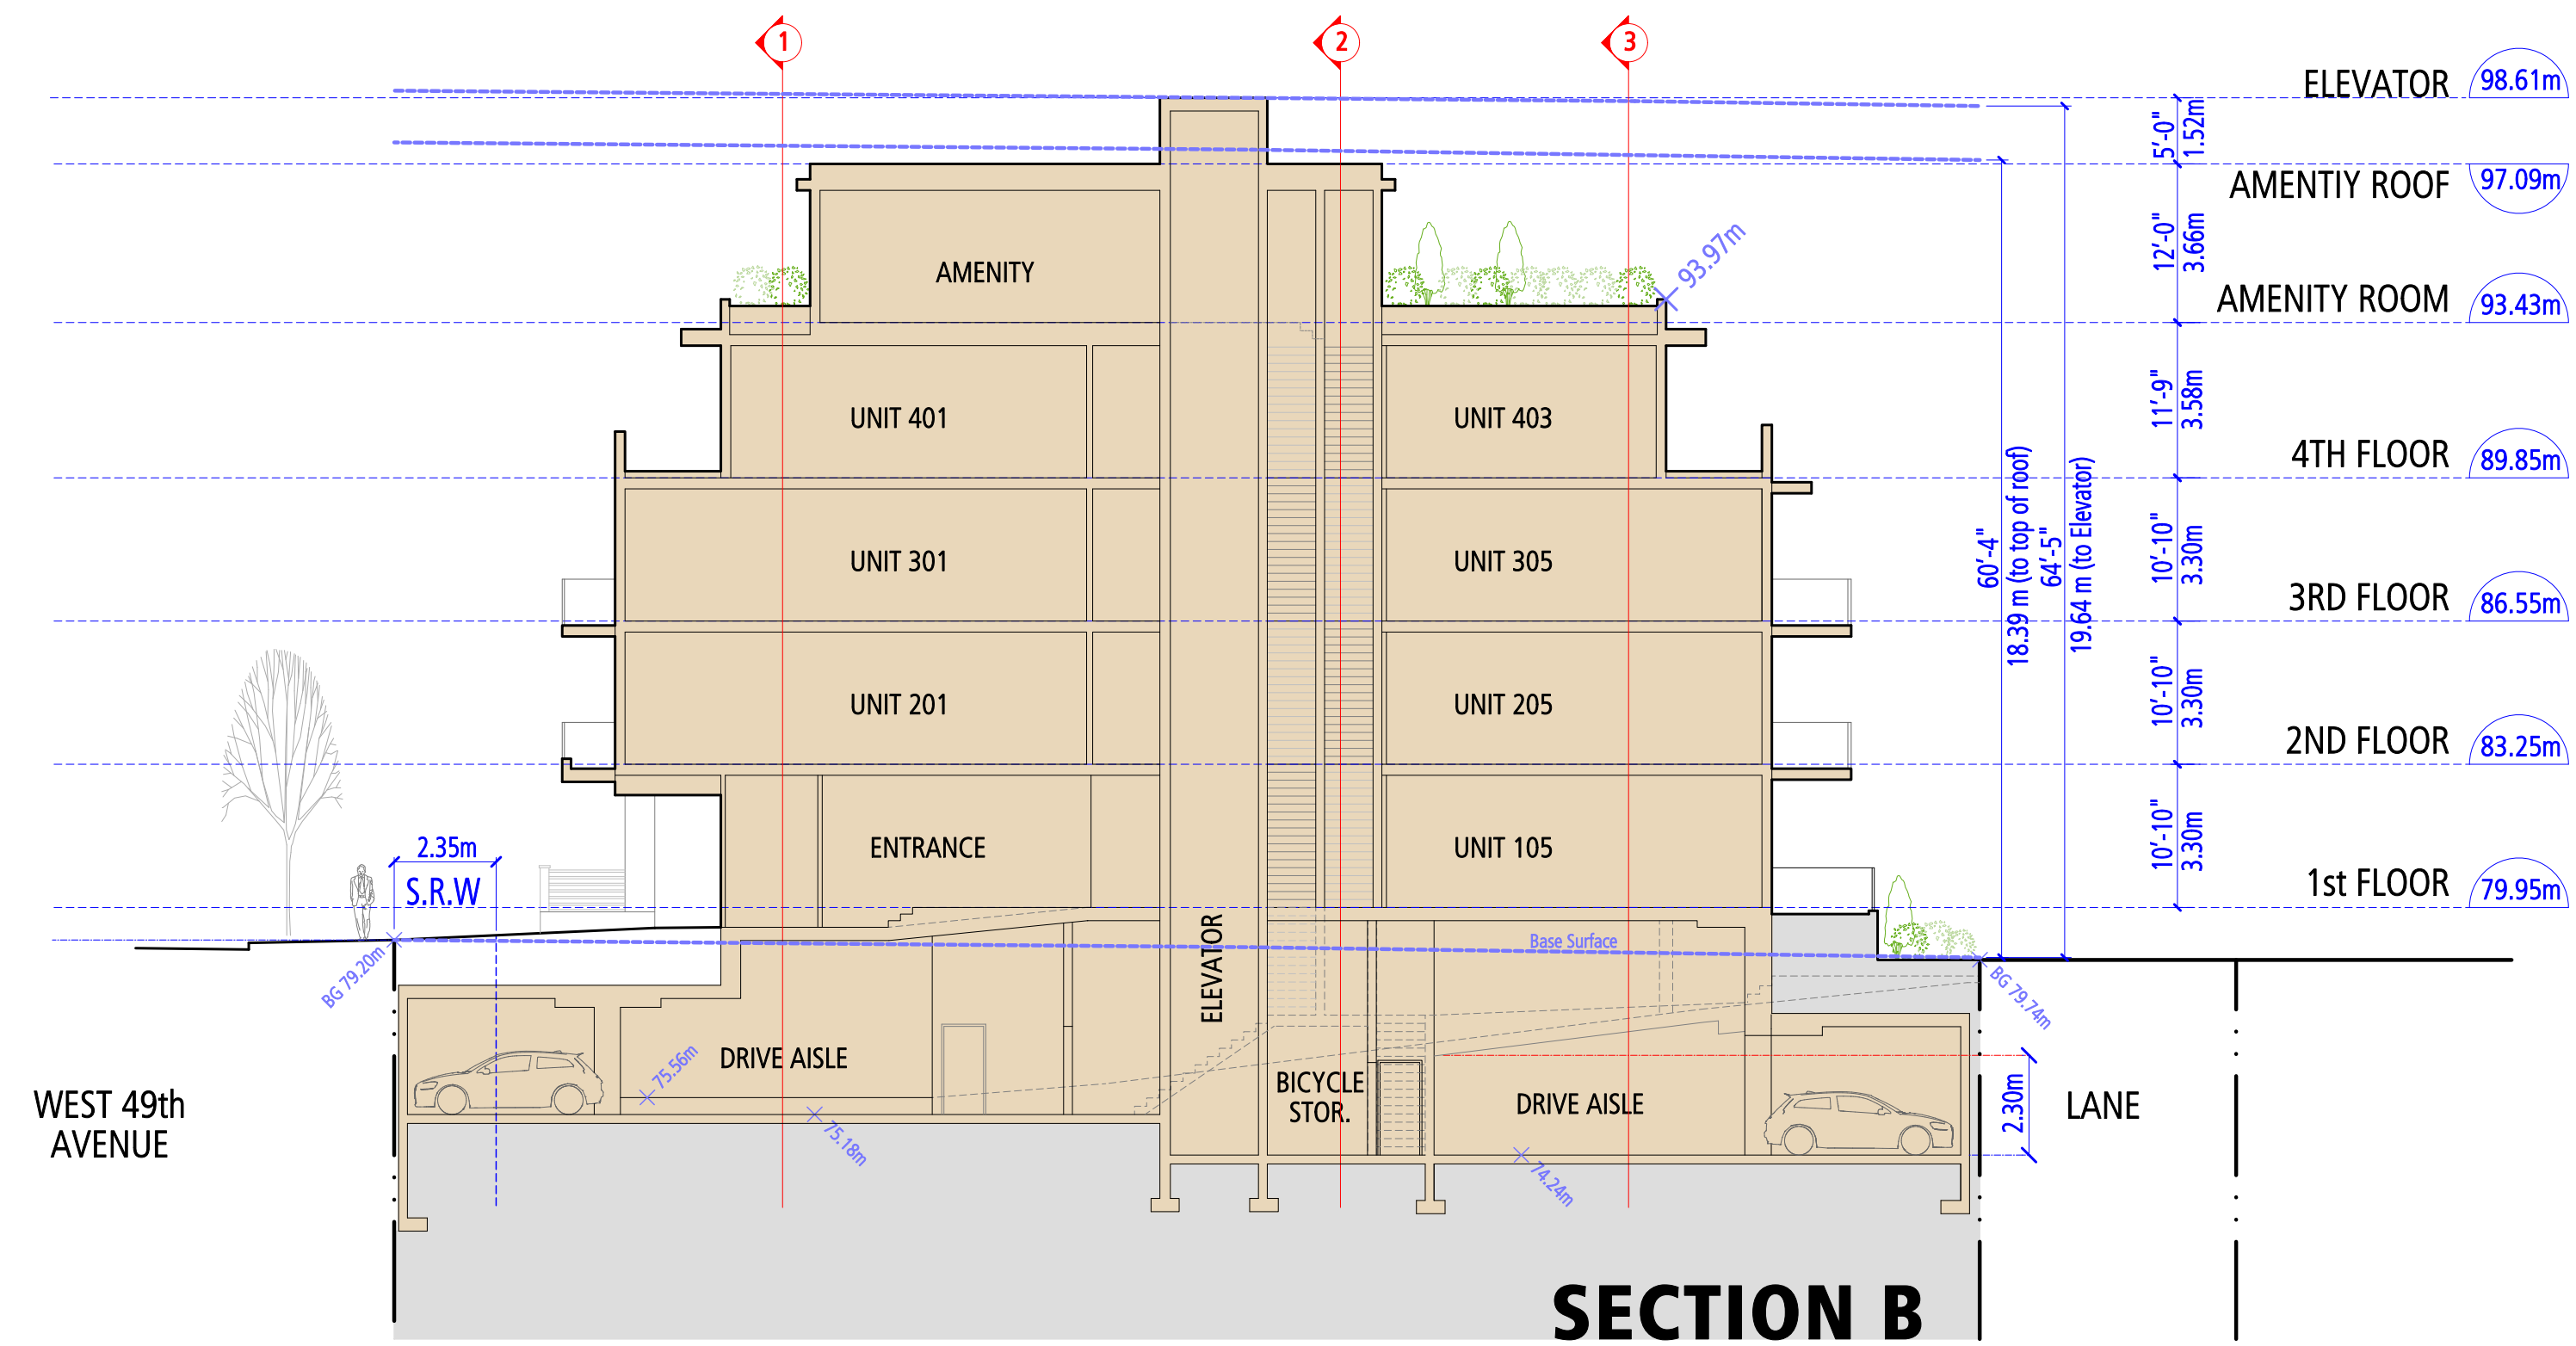 1
2
3
ELEVATOR
98.61m
5'-0"
1.52m
AMENTIY ROOF
97.09m
12'-0"
3.66m
93.97m
AMENITY
AMENITY ROOM
93.43m
11'-9"
3.58m
UNIT 401
UNIT 403
4TH FLOOR
89.85m
60'-4"
18.39 m (to top of roof)
64'-5"
19.64 m (to Elevator)
10'-10"
3.30m
UNIT 301
UNIT 305
3RD FLOOR
86.55m
10'-10"
3.30m
UNIT 201
UNIT 205
2ND FLOOR
83.25m
10'-10"
3.30m
2.35m
S.R.W
ENTRANCE
UNIT 105
1st FLOOR
79.95m
BG 79.20m
ELEVATOR
Base Surface
BG 79.74m
WEST 49th
AVENUE
DRIVE AISLE
75.56m
75.18m
BICYCLE
STOR.
DRIVE AISLE
74.24m
2.30m
LANE
SECTION B